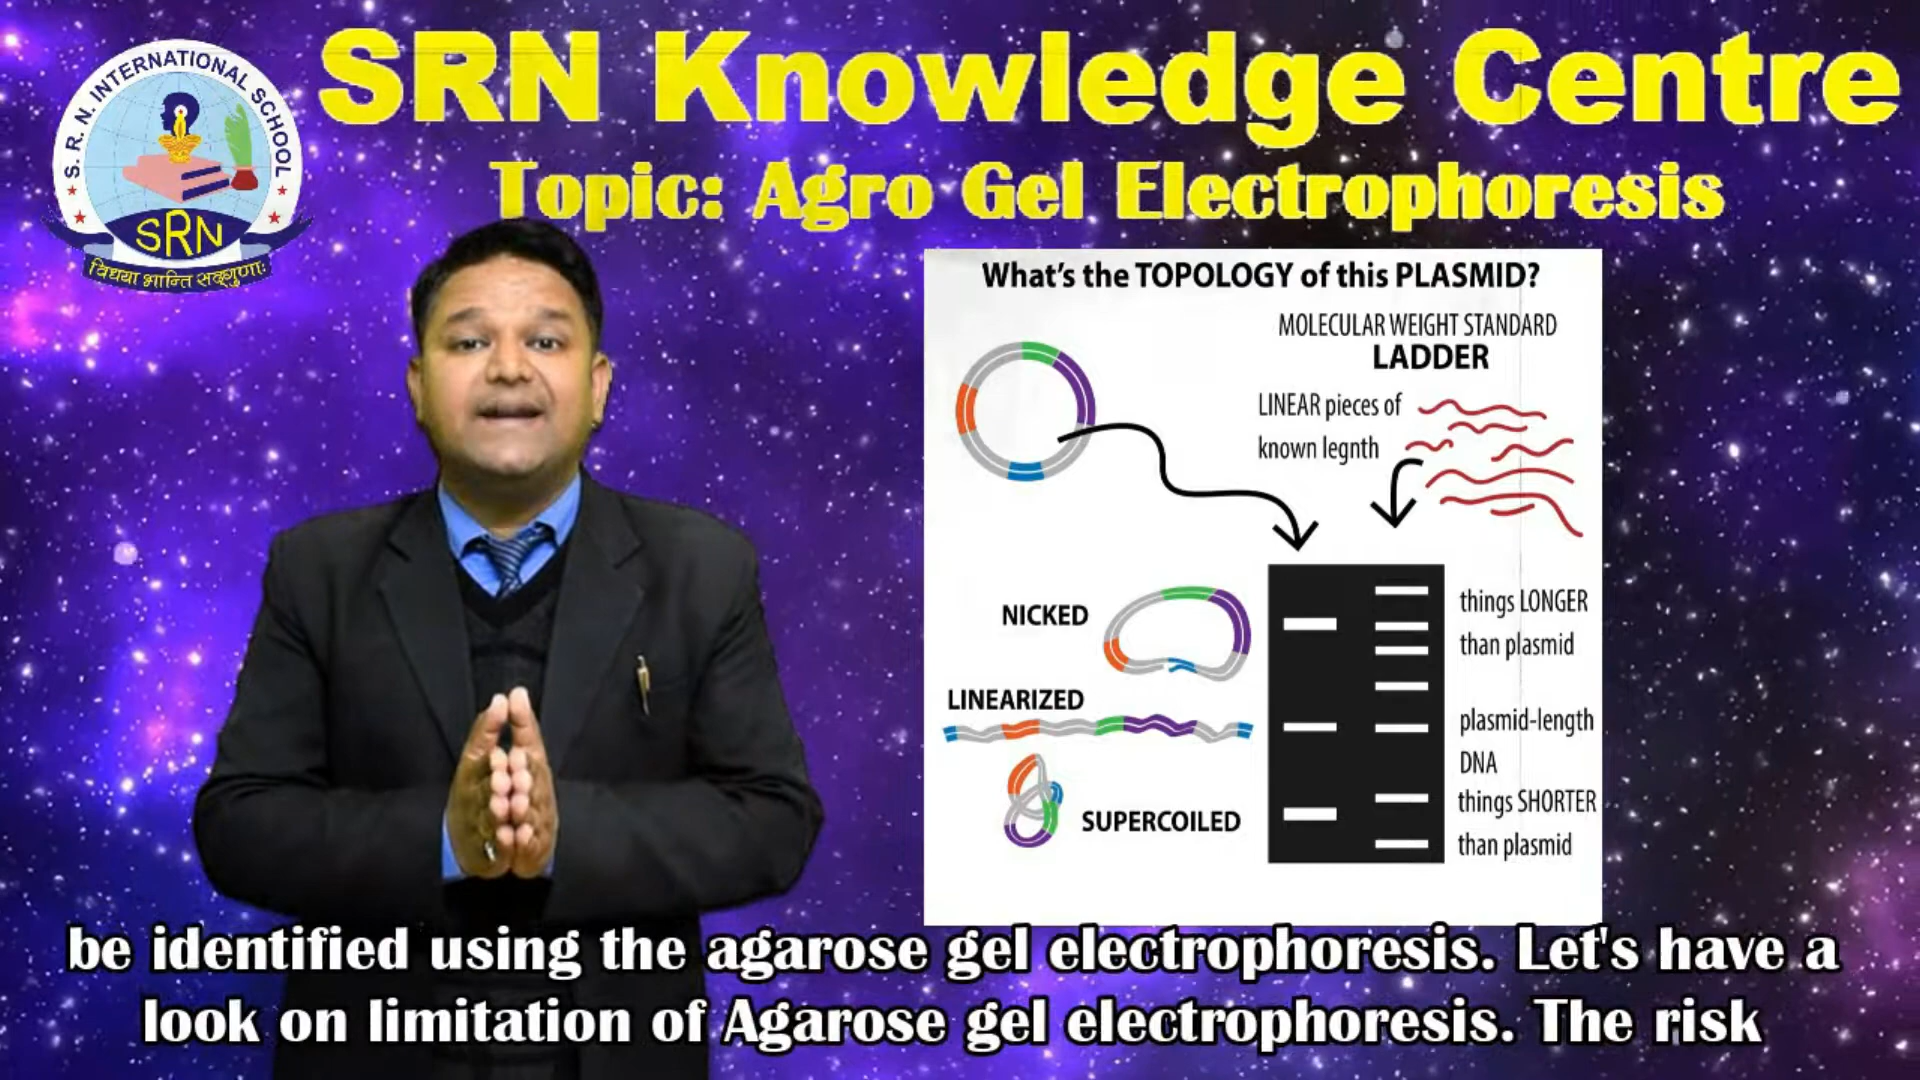 S. R. N. INTERNATIONAL SCHOOL
SRN
विद्यया भान्ति सद्गुणाः
SRN Knowledge Centre
Topic: Agro Gel Electrophoresis
What's the TOPOLOGY of this PLASMID?
MOLECULAR WEIGHT STANDARD
LADDER
LINEAR pieces of
known legnth
NICKED
LINEARIZED
SUPERCOILED
things LONGER
than plasmid
plasmid-length
DNA
things SHORTER
than plasmid
be identified using the agarose gel electrophoresis. Let's have a
look on limitation of Agarose gel electrophoresis. The risk